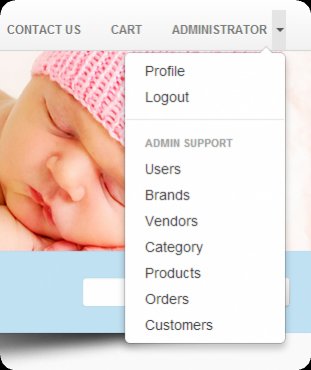 CONTACT US CART ADMINISTRATOR
Profile
Logout
ADMIN SUPPORT
Users
Brands
Vendors
Category
Products
Orders
Customers